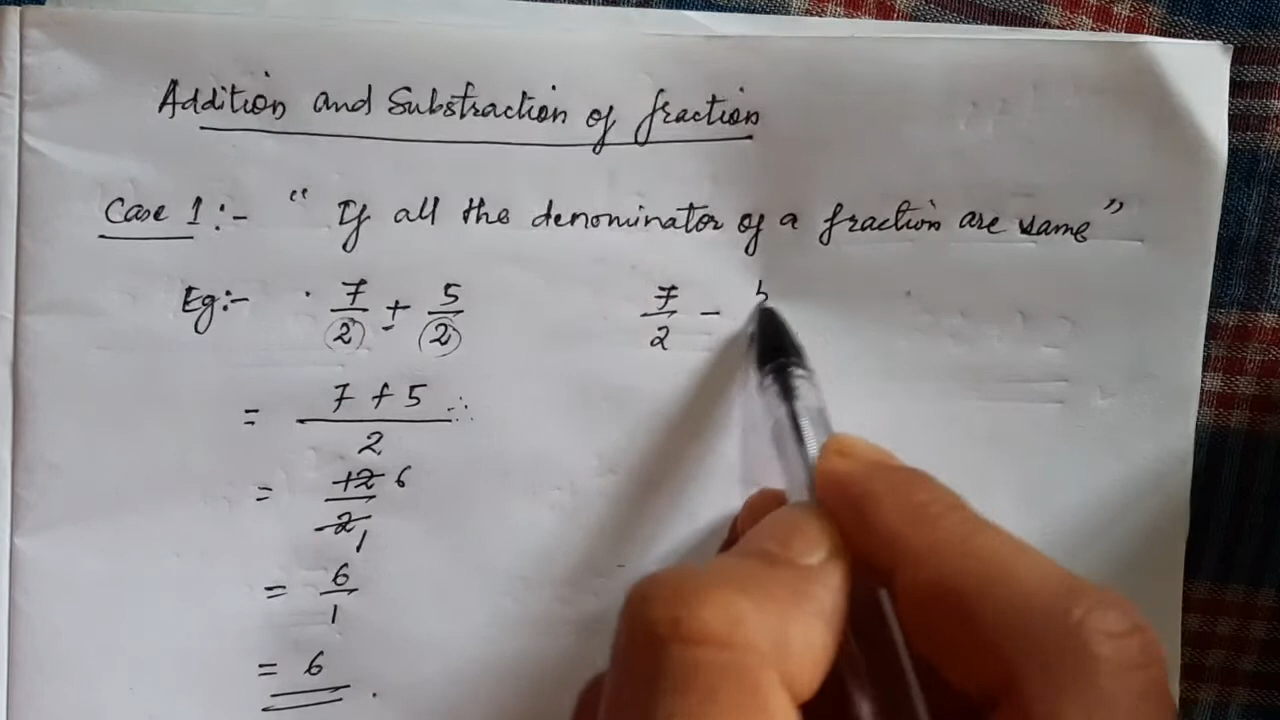 Addition and Substraction of fraction
Case 1:- " If all the denominator of a fraction are same "
Eg:- 7/2 + 5/2 7/2 -
= 7 + 5 / 2
= 12/2 6 1
= 6/1
= 6